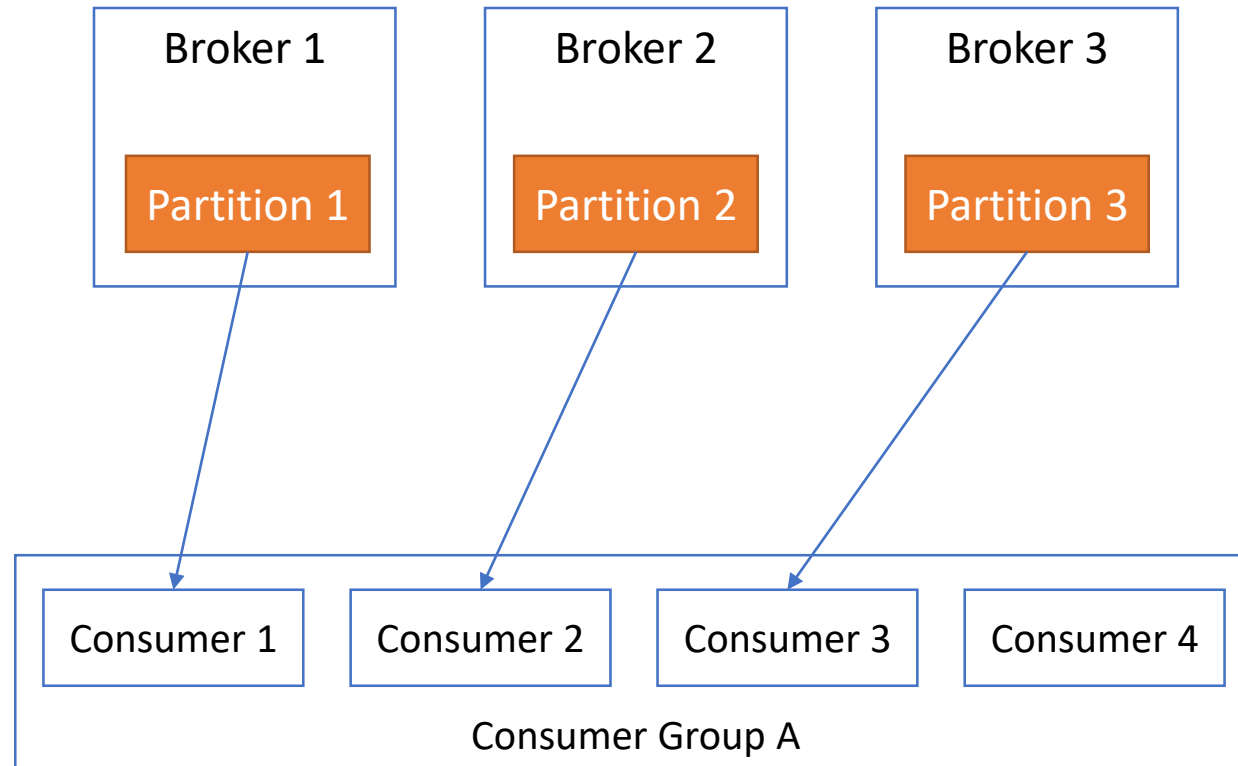 Broker 1
Broker 2
Broker 3
Partition 1
Partition 2
Partition 3
Consumer 1
Consumer 2
Consumer 3
Consumer 4
Consumer Group A